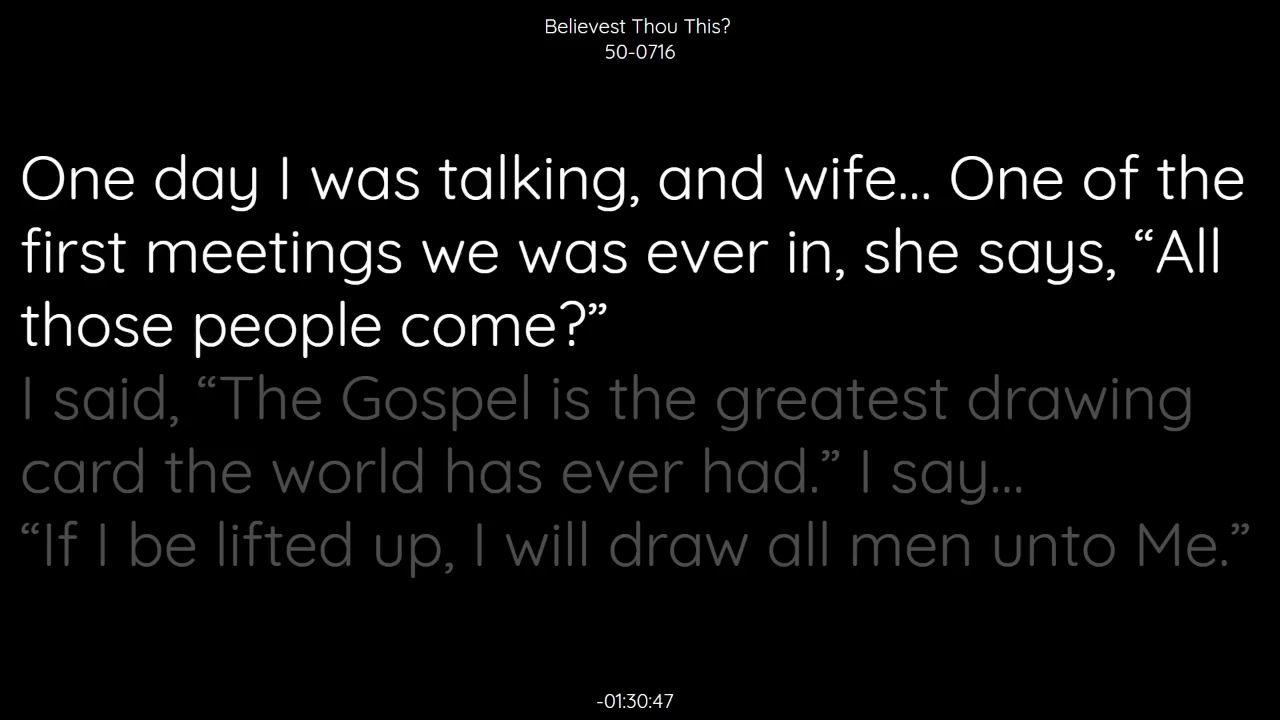 Believest Thou This?
50-0716
One day I was talking, and wife... One of the
first meetings we was ever in, she says, “All
those people come?”
I said, “The Gospel is the greatest drawing
card the world has ever had.” I say...
“If I be lifted up, I will draw all men unto Me.”
-01:30:47